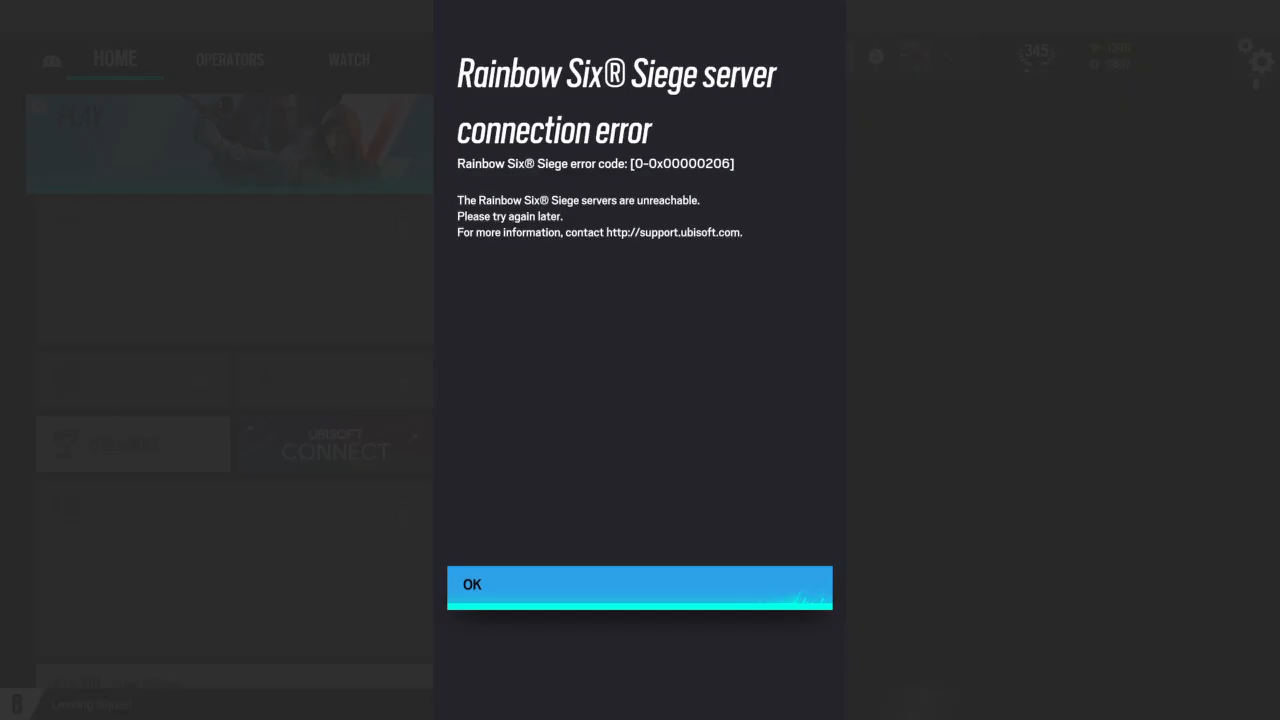 HOME
OPERATORS
WATCH
345
PLAY
Rainbow Six® Siege server
connection error
Rainbow Six® Siege error code: [0-0x00000206]
The Rainbow Six® Siege servers are unreachable.
Please try again later.
For more information, contact http://support.ubisoft.com.
UBISOFT
CONNECT
OK